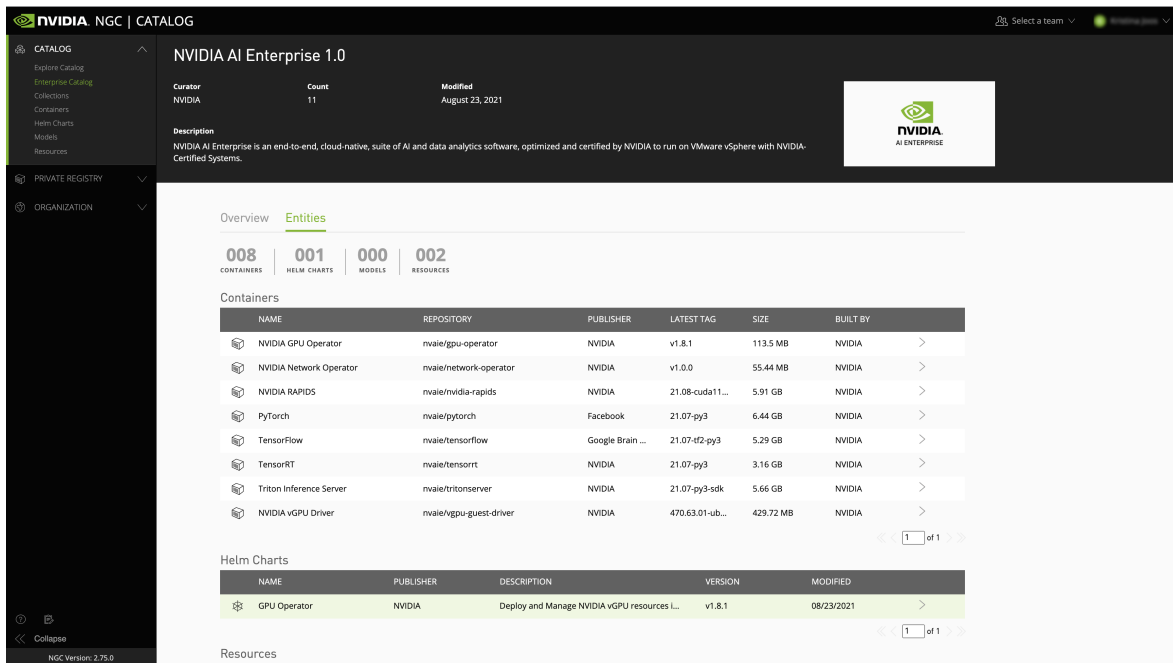 NVIDIA. NGC | CATALOG
Select a team
CATALOG
Explore Catalog
Enterprise Catalog
Collections
Containers
Helm Charts
Models
Resources
PRIVATE REGISTRY
ORGANIZATION
Collapse
NGC Version: 2.75.0
NVIDIA AI Enterprise 1.0
Curator Count Modified
NVIDIA 11 August 23, 2021
Description
NVIDIA AI Enterprise is an end-to-end, cloud-native, suite of AI and data analytics software, optimized and certified by NVIDIA to run on VMware vSphere with NVIDIA-
Certified Systems.
NVIDIA.
AI ENTERPRISE
Overview Entities
008 001 000 002
CONTAINERS HELM CHARTS MODELS RESOURCES
Containers
NAME REPOSITORY PUBLISHER LATEST TAG SIZE BUILT BY
NVIDIA GPU Operator nvaie/gpu-operator NVIDIA v1.8.1 113.5 MB NVIDIA
NVIDIA Network Operator nvaie/network-operator NVIDIA v1.0.0 55.44 MB NVIDIA
NVIDIA RAPIDS nvaie/nvidia-rapids NVIDIA 21.08-cuda11... 5.91 GB NVIDIA
PyTorch nvaie/pytorch Facebook 21.07-py3 6.44 GB NVIDIA
TensorFlow nvaie/tensorflow Google Brain ... 21.07-tf2-py3 5.29 GB NVIDIA
TensorRT nvaie/tensorrt NVIDIA 21.07-py3 3.16 GB NVIDIA
Triton Inference Server nvaie/tritonserver NVIDIA 21.07-py3-sdk 5.66 GB NVIDIA
NVIDIA vGPU Driver nvaie/vgpu-guest-driver NVIDIA 470.63.01-ub... 429.72 MB NVIDIA
1 of 1
Helm Charts
NAME PUBLISHER DESCRIPTION VERSION MODIFIED
GPU Operator NVIDIA Deploy and Manage NVIDIA vGPU resources i... v1.8.1 08/23/2021
1 of 1
Resources